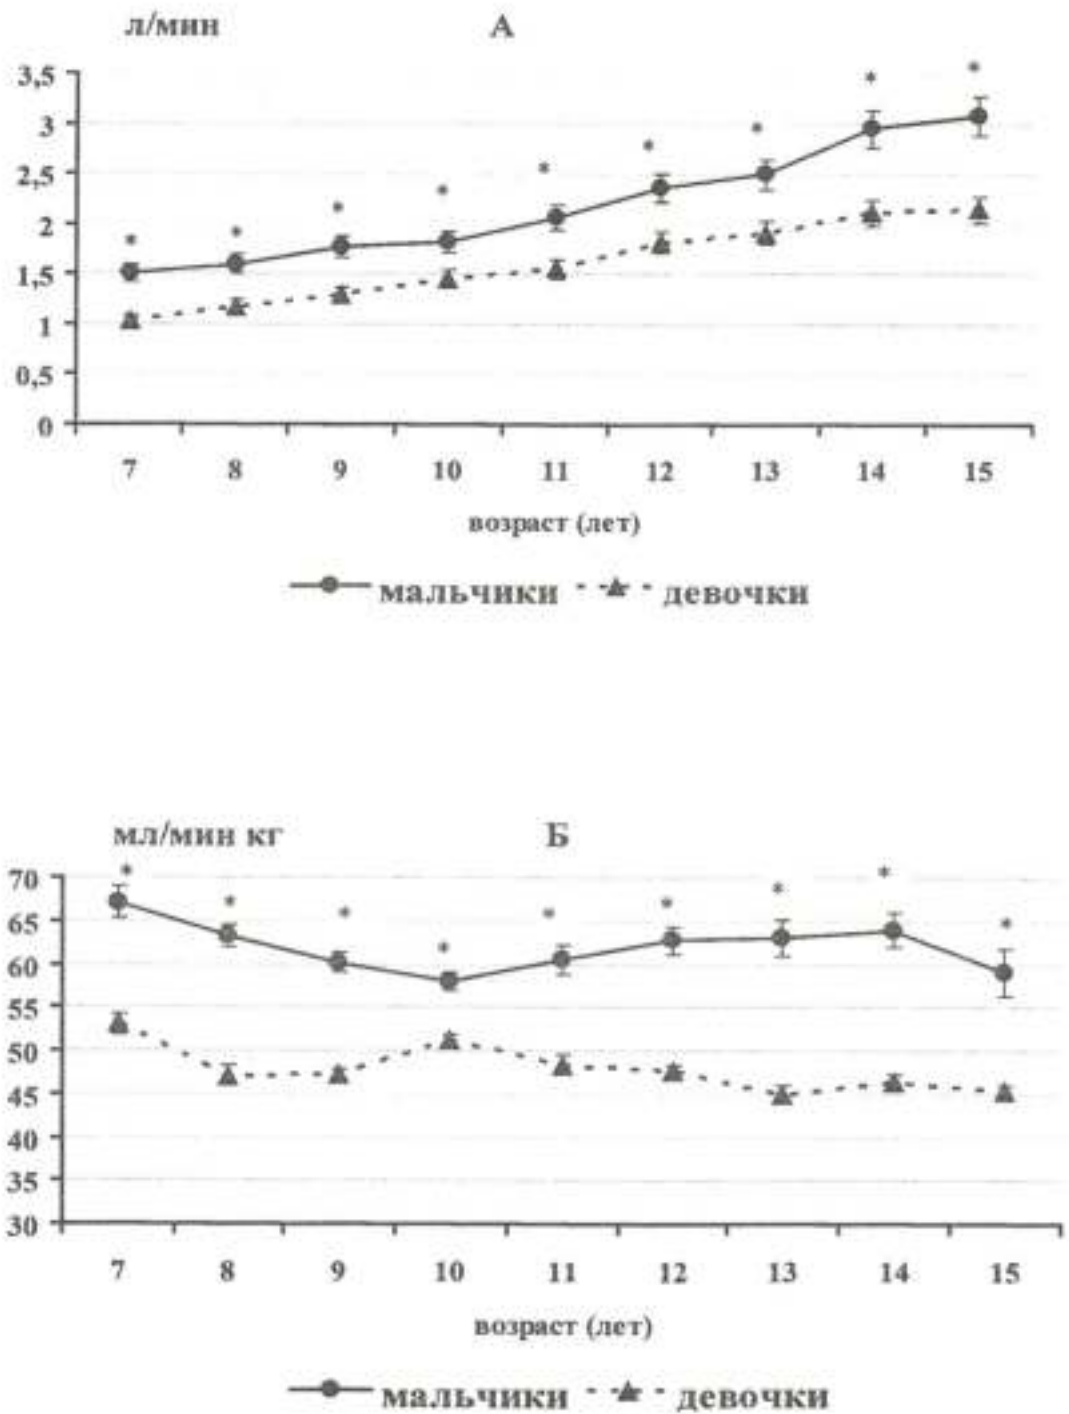 л/мин А
3,5
3
2,5
2
1,5
1
0,5
0
* * * * * * * * *
7 8 9 10 11 12 13 14 15
возраст (лет)
мальчики девочки
мл/мин кг Б
70
65
60
55
50
45
40
35
30
* * * * * * * * *
7 8 9 10 11 12 13 14 15
возраст (лет)
мальчики девочки